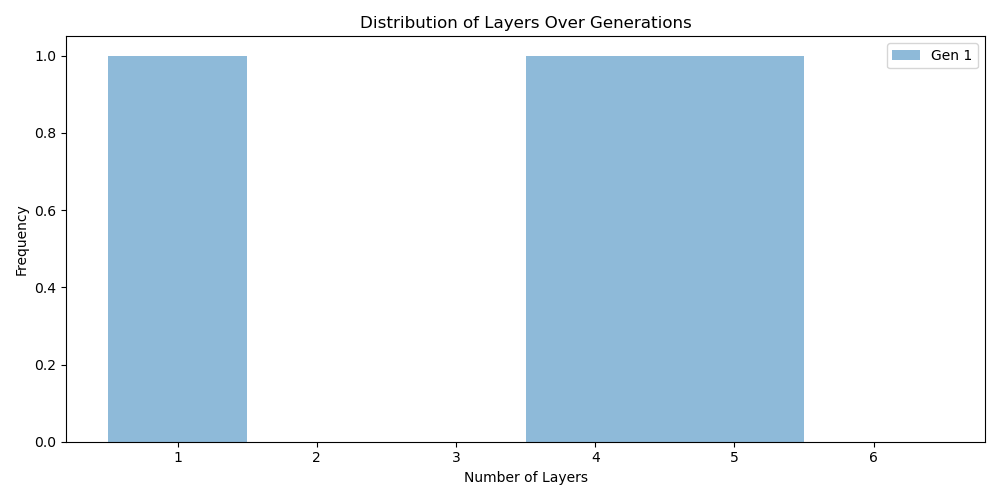 Distribution of Layers Over Generations
Gen 1
1.0
0.8
0.6
0.4
0.2
0.0
Frequency
1 2 3 4 5 6
Number of Layers